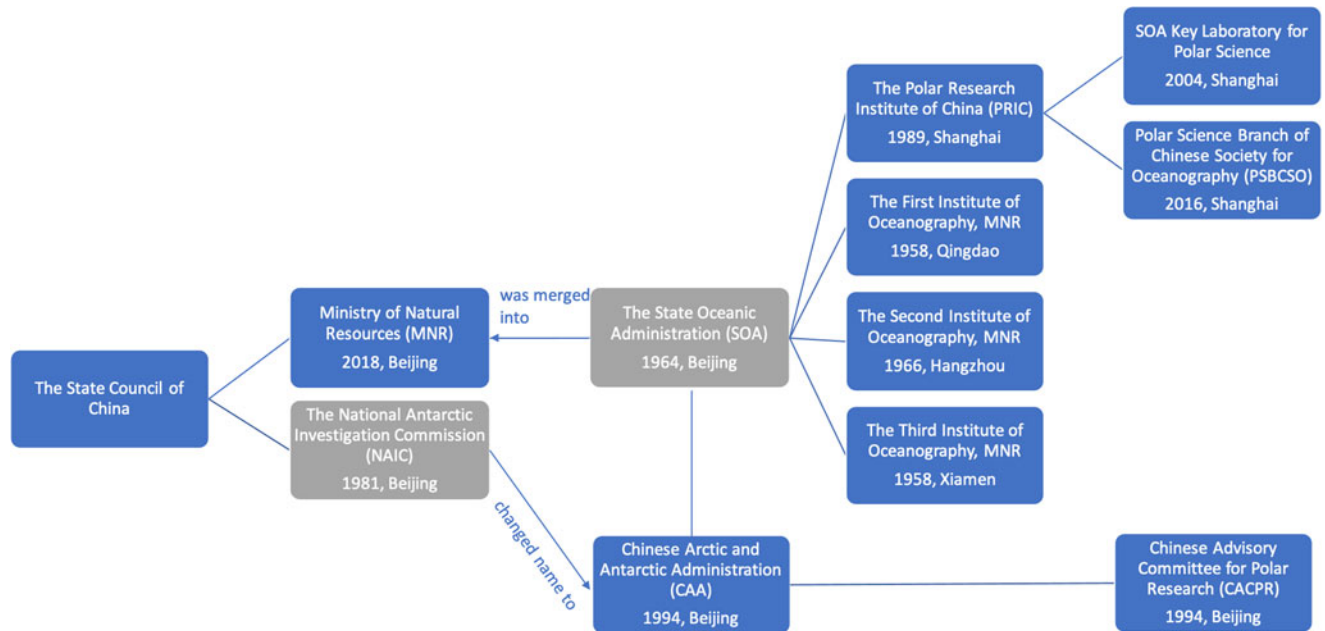 The State Council of
China
Ministry of Natural
Resources (MNR)
2018, Beijing
The National Antarctic
Investigation Commission
(NAIC)
1981, Beijing
was merged
into
changed name to
The State Oceanic
Administration (SOA)
1964, Beijing
Chinese Arctic and
Antarctic Administration
(CAA)
1994, Beijing
The Polar Research
Institute of China (PRIC)
1989, Shanghai
The First Institute of
Oceanography, MNR
1958, Qingdao
The Second Institute of
Oceanography, MNR
1966, Hangzhou
The Third Institute of
Oceanography, MNR
1958, Xiamen
SOA Key Laboratory for
Polar Science
2004, Shanghai
Polar Science Branch of
Chinese Society for
Oceanography (PSBCSO)
2016, Shanghai
Chinese Advisory
Committee for Polar
Research (CACPR)
1994, Beijing